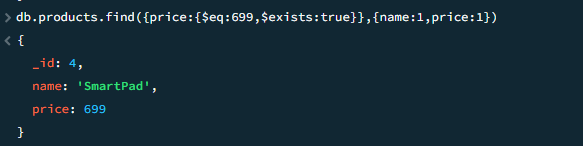 > db.products.find({price:{$eq:699,$exists:true}},{name:1,price:1})
< {
_id: 4,
name: 'SmartPad',
price: 699
}